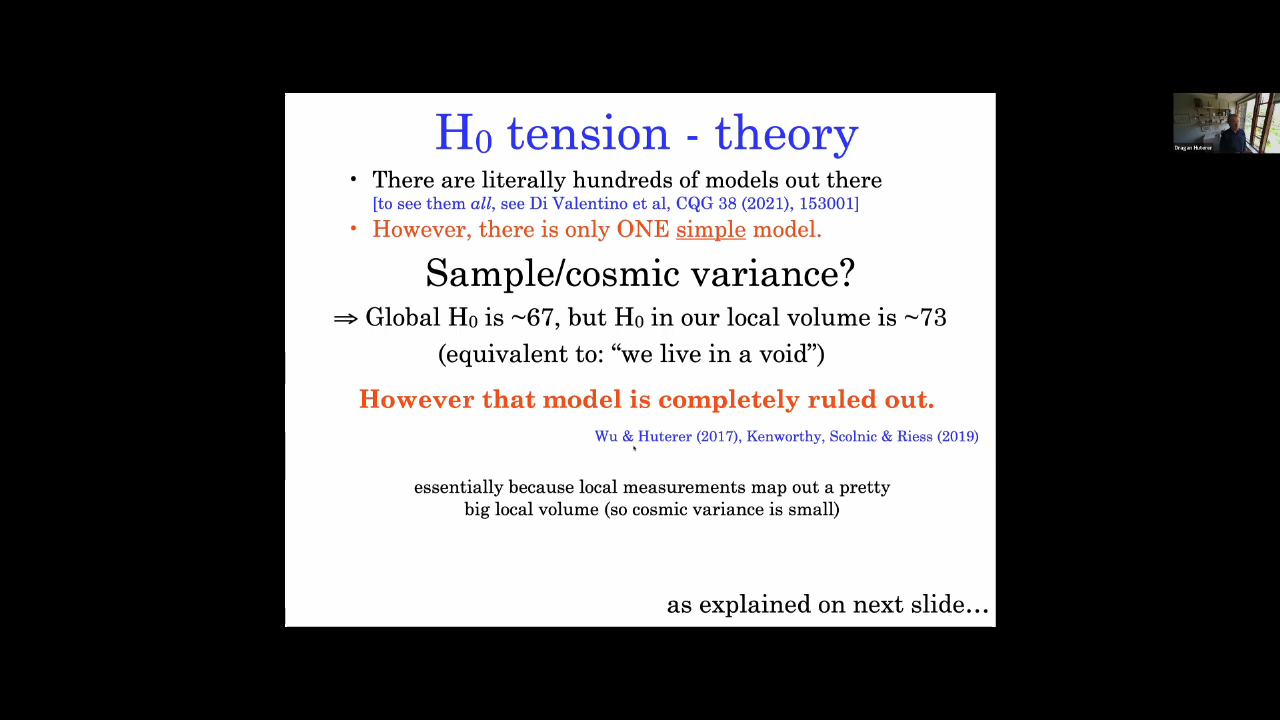 H₀ tension - theory
• There are literally hundreds of models out there
[to see them all, see Di Valentino et al, CQG 38 (2021), 153001]
• However, there is only ONE simple model.
Sample/cosmic variance?
⇒ Global H₀ is ~67, but H₀ in our local volume is ~73
(equivalent to: “we live in a void”)
However that model is completely ruled out.
Wu & Huterer (2017), Kenworthy, Scolnic & Riess (2019)
essentially because local measurements map out a pretty
big local volume (so cosmic variance is small)
as explained on next slide...
Dragan Huterer